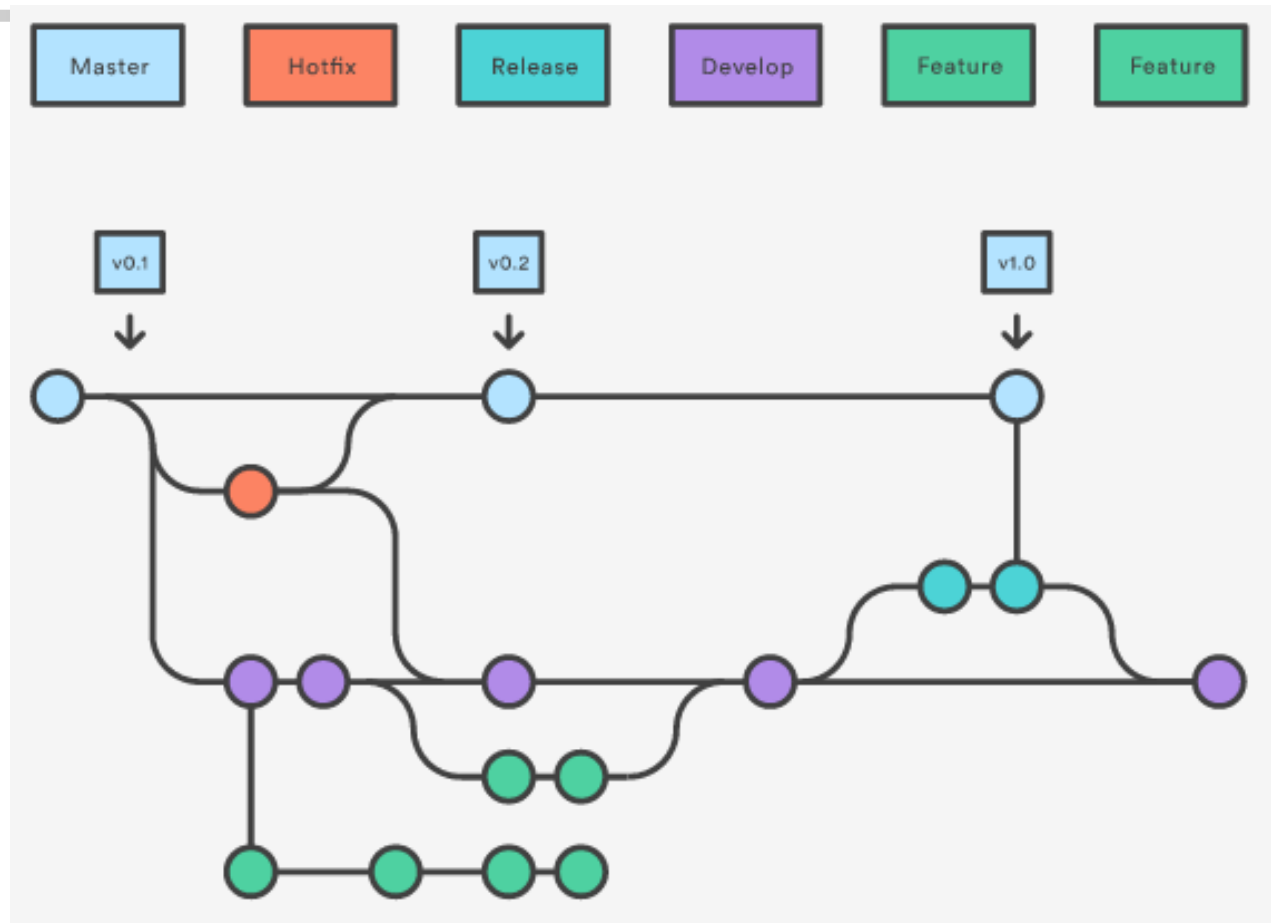 Master
Hotfix
Release
Develop
Feature
Feature
v0.1
v0.2
v1.0